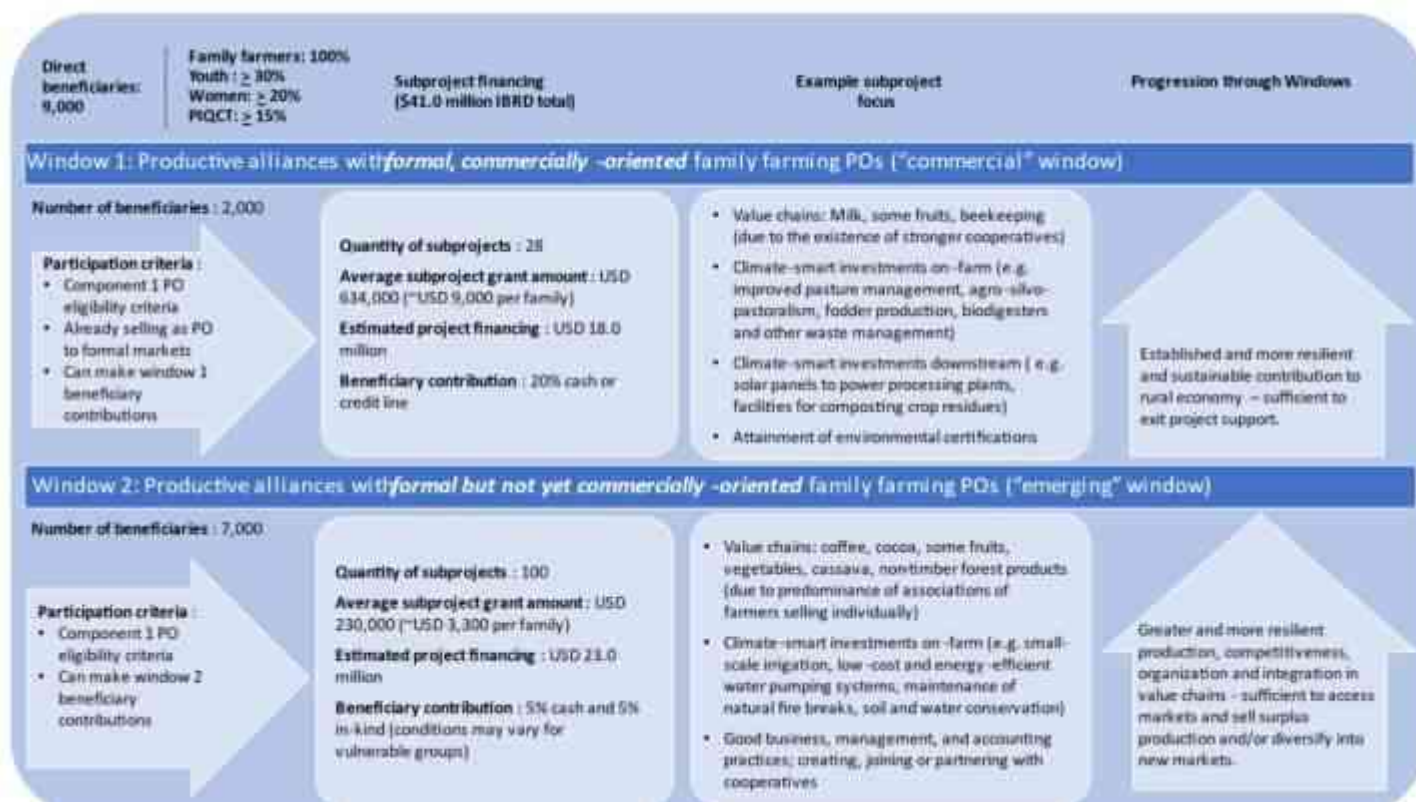 Direct
beneficiaries:
9,000
Family farmers: 100%
Youth : ≥ 30%
Women: ≥ 20%
PIQCT: ≥ 15%
Subproject financing
($41.0 million IBRD total)
Example subproject
focus
Progression through Windows
Window 1: Productive alliances with formal, commercially -oriented family farming POs ("commercial" window)
Number of beneficiaries : 2,000
Participation criteria :
• Component 1 PO
eligibility criteria
• Already selling as PO
to formal markets
• Can make window 1
beneficiary
contributions
Quantity of subprojects : 28
Average subproject grant amount : USD
634,000 (~USD 9,000 per family)
Estimated project financing : USD 18.0
million
Beneficiary contribution : 20% cash or
credit line
• Value chains: Milk, some fruits, beekeeping
(due to the existence of stronger cooperatives)
• Climate-smart investments on -farm (e.g.
improved pasture management, agro-silvo-
pastoralism, fodder production, biodigesters
and other waste management)
• Climate-smart investments downstream ( e.g.
solar panels to power processing plants,
facilities for composting crop residues)
• Attainment of environmental certifications
Established and more resilient
and sustainable contribution to
rural economy – sufficient to
exit project support.
Window 2: Productive alliances with formal but not yet commercially -oriented family farming POs ("emerging" window)
Number of beneficiaries : 7,000
Participation criteria :
• Component 1 PO
eligibility criteria
• Can make window 2
beneficiary
contributions
Quantity of subprojects : 100
Average subproject grant amount : USD
230,000 (~USD 3,300 per family)
Estimated project financing : USD 23.0
million
Beneficiary contribution : 5% cash and 5%
in-kind (conditions may vary for
vulnerable groups)
• Value chains: coffee, cocoa, some fruits,
vegetables, cassava, nontimber forest products
(due to predominance of associations of
farmers selling individually)
• Climate-smart investments on -farm (e.g. small-
scale irrigation, low -cost and energy -efficient
water pumping systems, maintenance of
natural fire breaks, soil and water conservation)
• Good business, management, and accounting
practices; creating, joining or partnering with
cooperatives
Greater and more resilient
production, competitiveness,
organization and integration in
value chains - sufficient to access
markets and sell surplus
production and/or diversify into
new markets.